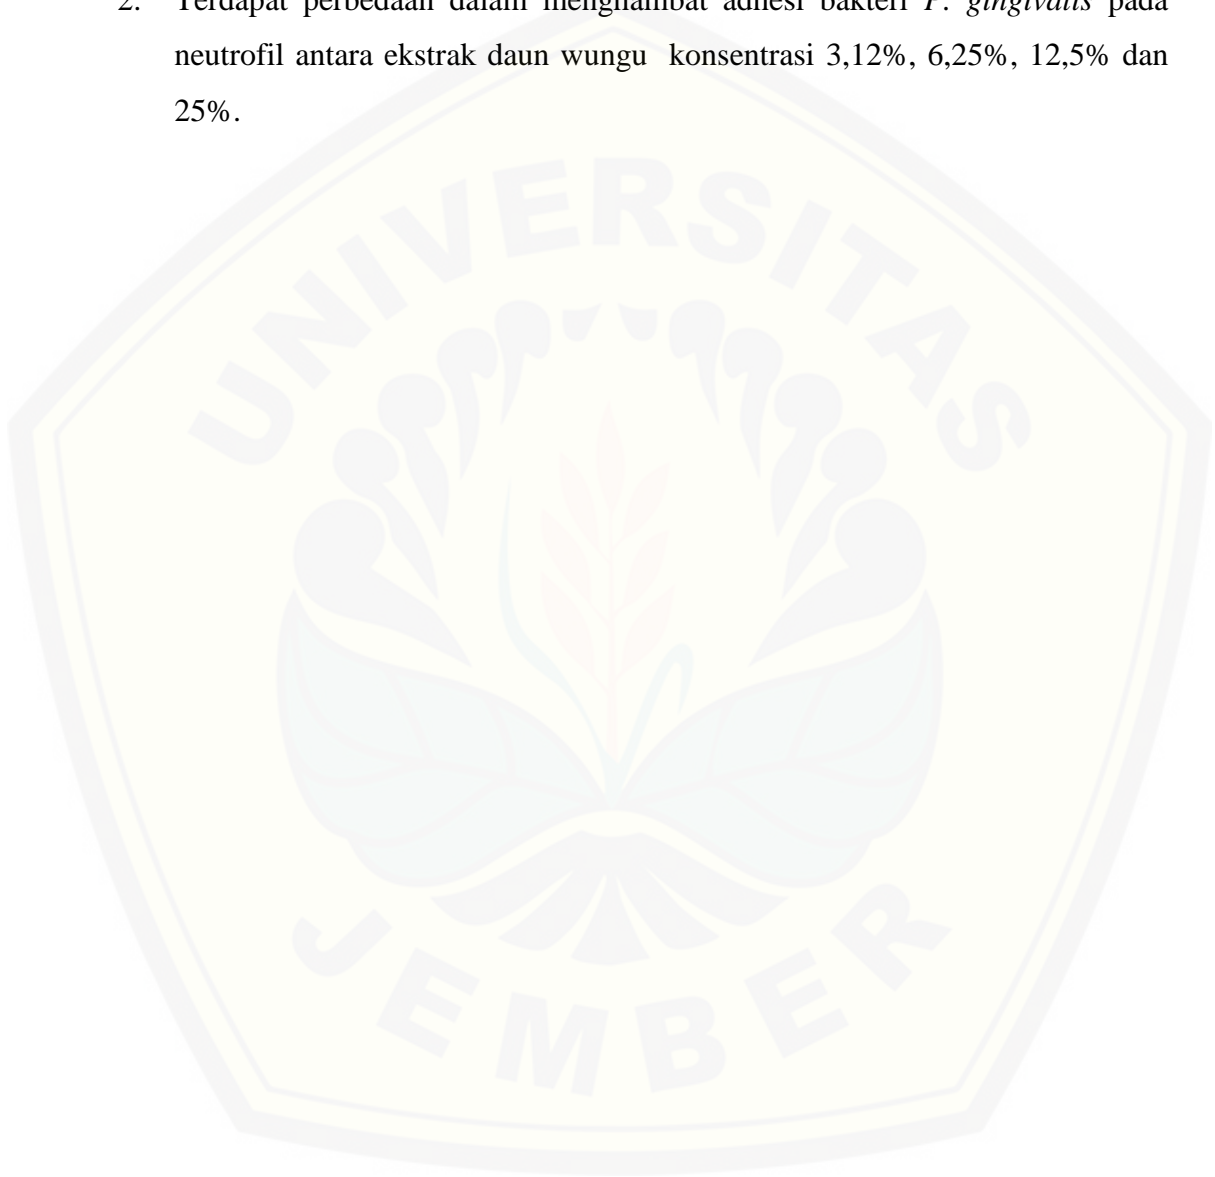 2. Terdapat perbedaan dalam menghambat adhesi bakteri P. gingivalis pada
neutrofil antara ekstrak daun wungu konsentrasi 3,12%, 6,25%, 12,5% dan
25%.
UNIVERSITAS
JEMBER